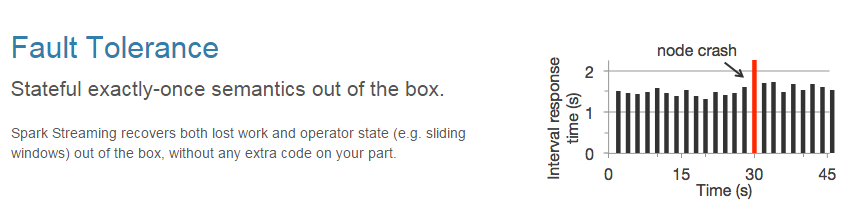 Fault Tolerance
Stateful exactly-once semantics out of the box.
Spark Streaming recovers both lost work and operator state (e.g. sliding
windows) out of the box, without any extra code on your part.
node crash
Interval response
time (s)
2
1
0
0 15 30 45
Time (s)